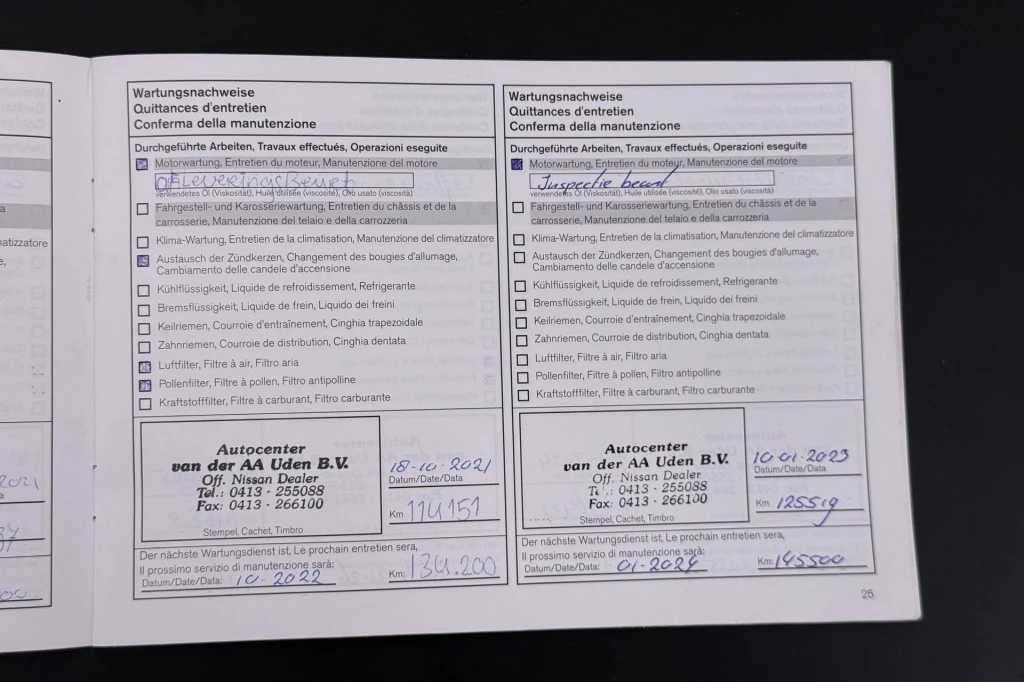 a
matizzatore
e,
2021
a
37
00
Wartungsnachweise
Quittances d'entretien
Conferma della manutenzione
Durchgeführte Arbeiten, Travaux effectués, Operazioni eseguite
Motorwartung, Entretien du moteur, Manutenzione del motore
Afleverings Beurt
verwendetes Öl (Viskosität), Huile utilisée (viscosité), Olio usato (viscosità)
Fahrgestell- und Karosseriewartung, Entretien du châssis et de la
carrosserie, Manutenzione del telaio e della carrozzeria
Klima-Wartung, Entretien de la climatisation, Manutenzione del climatizzatore
Austausch der Zündkerzen, Changement des bougies d'allumage,
Cambiamento delle candele d'accensione
Kühlflüssigkeit, Liquide de refroidissement, Refrigerante
Bremsflüssigkeit, Liquide de frein, Liquido dei freini
Keilriemen, Courroie d'entraînement, Cinghia trapezoidale
Zahnriemen, Courroie de distribution, Cinghia dentata
Luftfilter, Filtre à air, Filtro aria
Pollenfilter, Filtre à pollen, Filtro antipolline
Kraftstofffilter, Filtre à carburant, Filtro carburante
Autocenter
van der AA Uden B.V.
Off. Nissan Dealer
Tel.: 0413 - 255088
Fax: 0413 - 266100
Stempel, Cachet, Timbro
18-10-2021
Datum/Date/Data
Km 114151
Der nächste Wartungsdienst ist, Le prochain entretien sera,
Il prossimo servizio di manutenzione sarà:
Datum/Date/Data: 10-2022 Km: 134.200
Wartungsnachweise
Quittances d'entretien
Conferma della manutenzione
Durchgeführte Arbeiten, Travaux effectués, Operazioni eseguite
Motorwartung, Entretien du moteur, Manutenzione del motore
Inspectie beurt
verwendetes Öl (Viskosität), Huile utilisée (viscosité), Olio usato (viscosità)
Fahrgestell- und Karosseriewartung, Entretien du châssis et de la
carrosserie, Manutenzione del telaio e della carrozzeria
Klima-Wartung, Entretien de la climatisation, Manutenzione del climatizzatore
Austausch der Zündkerzen, Changement des bougies d'allumage,
Cambiamento delle candele d'accensione
Kühlflüssigkeit, Liquide de refroidissement, Refrigerante
Bremsflüssigkeit, Liquide de frein, Liquido dei freini
Keilriemen, Courroie d'entraînement, Cinghia trapezoidale
Zahnriemen, Courroie de distribution, Cinghia dentata
Luftfilter, Filtre à air, Filtro aria
Pollenfilter, Filtre à pollen, Filtro antipolline
Kraftstofffilter, Filtre à carburant, Filtro carburante
Autocenter
van der AA Uden B.V.
Off. Nissan Dealer
Tel.: 0413 - 255088
Fax: 0413 - 266100
Stempel, Cachet, Timbro
10-01-2023
Datum/Date/Data
Km 125519
Der nächste Wartungsdienst ist, Le prochain entretien sera,
Il prossimo servizio di manutenzione sarà:
Datum/Date/Data: 01-2024 Km: 145500
25